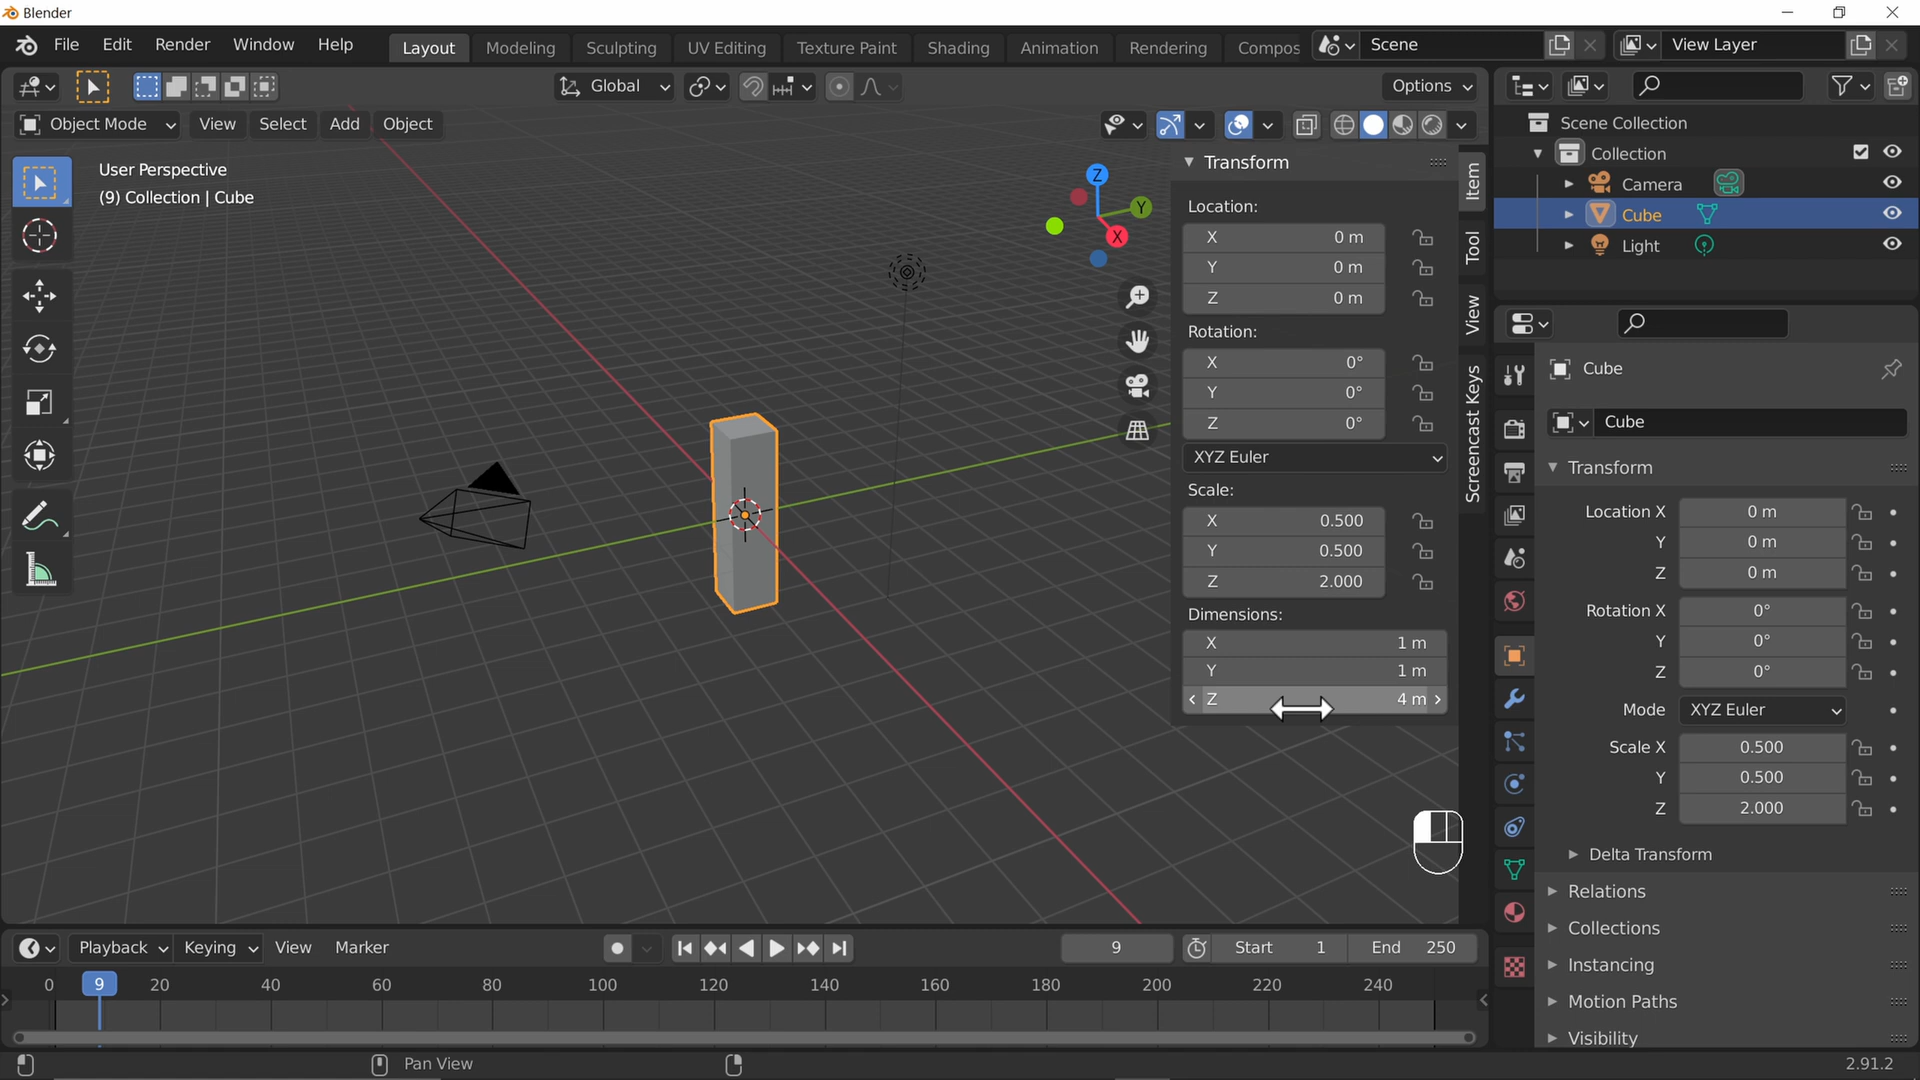 Blender
File Edit Render Window Help Layout Modeling Sculpting UV Editing Texture Paint Shading Animation Rendering Compos Scene View Layer
Global Options
Object Mode View Select Add Object
User Perspective
(9) Collection | Cube
Z
Y
X
Transform
Location:
X 0 m
Y 0 m
Z 0 m
Rotation:
X 0°
Y 0°
Z 0°
XYZ Euler
Scale:
X 0.500
Y 0.500
Z 2.000
Dimensions:
X 1 m
Y 1 m
Z 4 m
Item
Tool
View
Screencast Keys
Scene Collection
Collection
Camera
Cube
Light
Cube
Cube
Transform
Location X 0 m
Y 0 m
Z 0 m
Rotation X 0°
Y 0°
Z 0°
Mode XYZ Euler
Scale X 0.500
Y 0.500
Z 2.000
Delta Transform
Relations
Collections
Instancing
Motion Paths
Visibility
Playback Keying View Marker 9 Start 1 End 250
0 9 20 40 60 80 100 120 140 160 180 200 220 240
Pan View 2.91.2